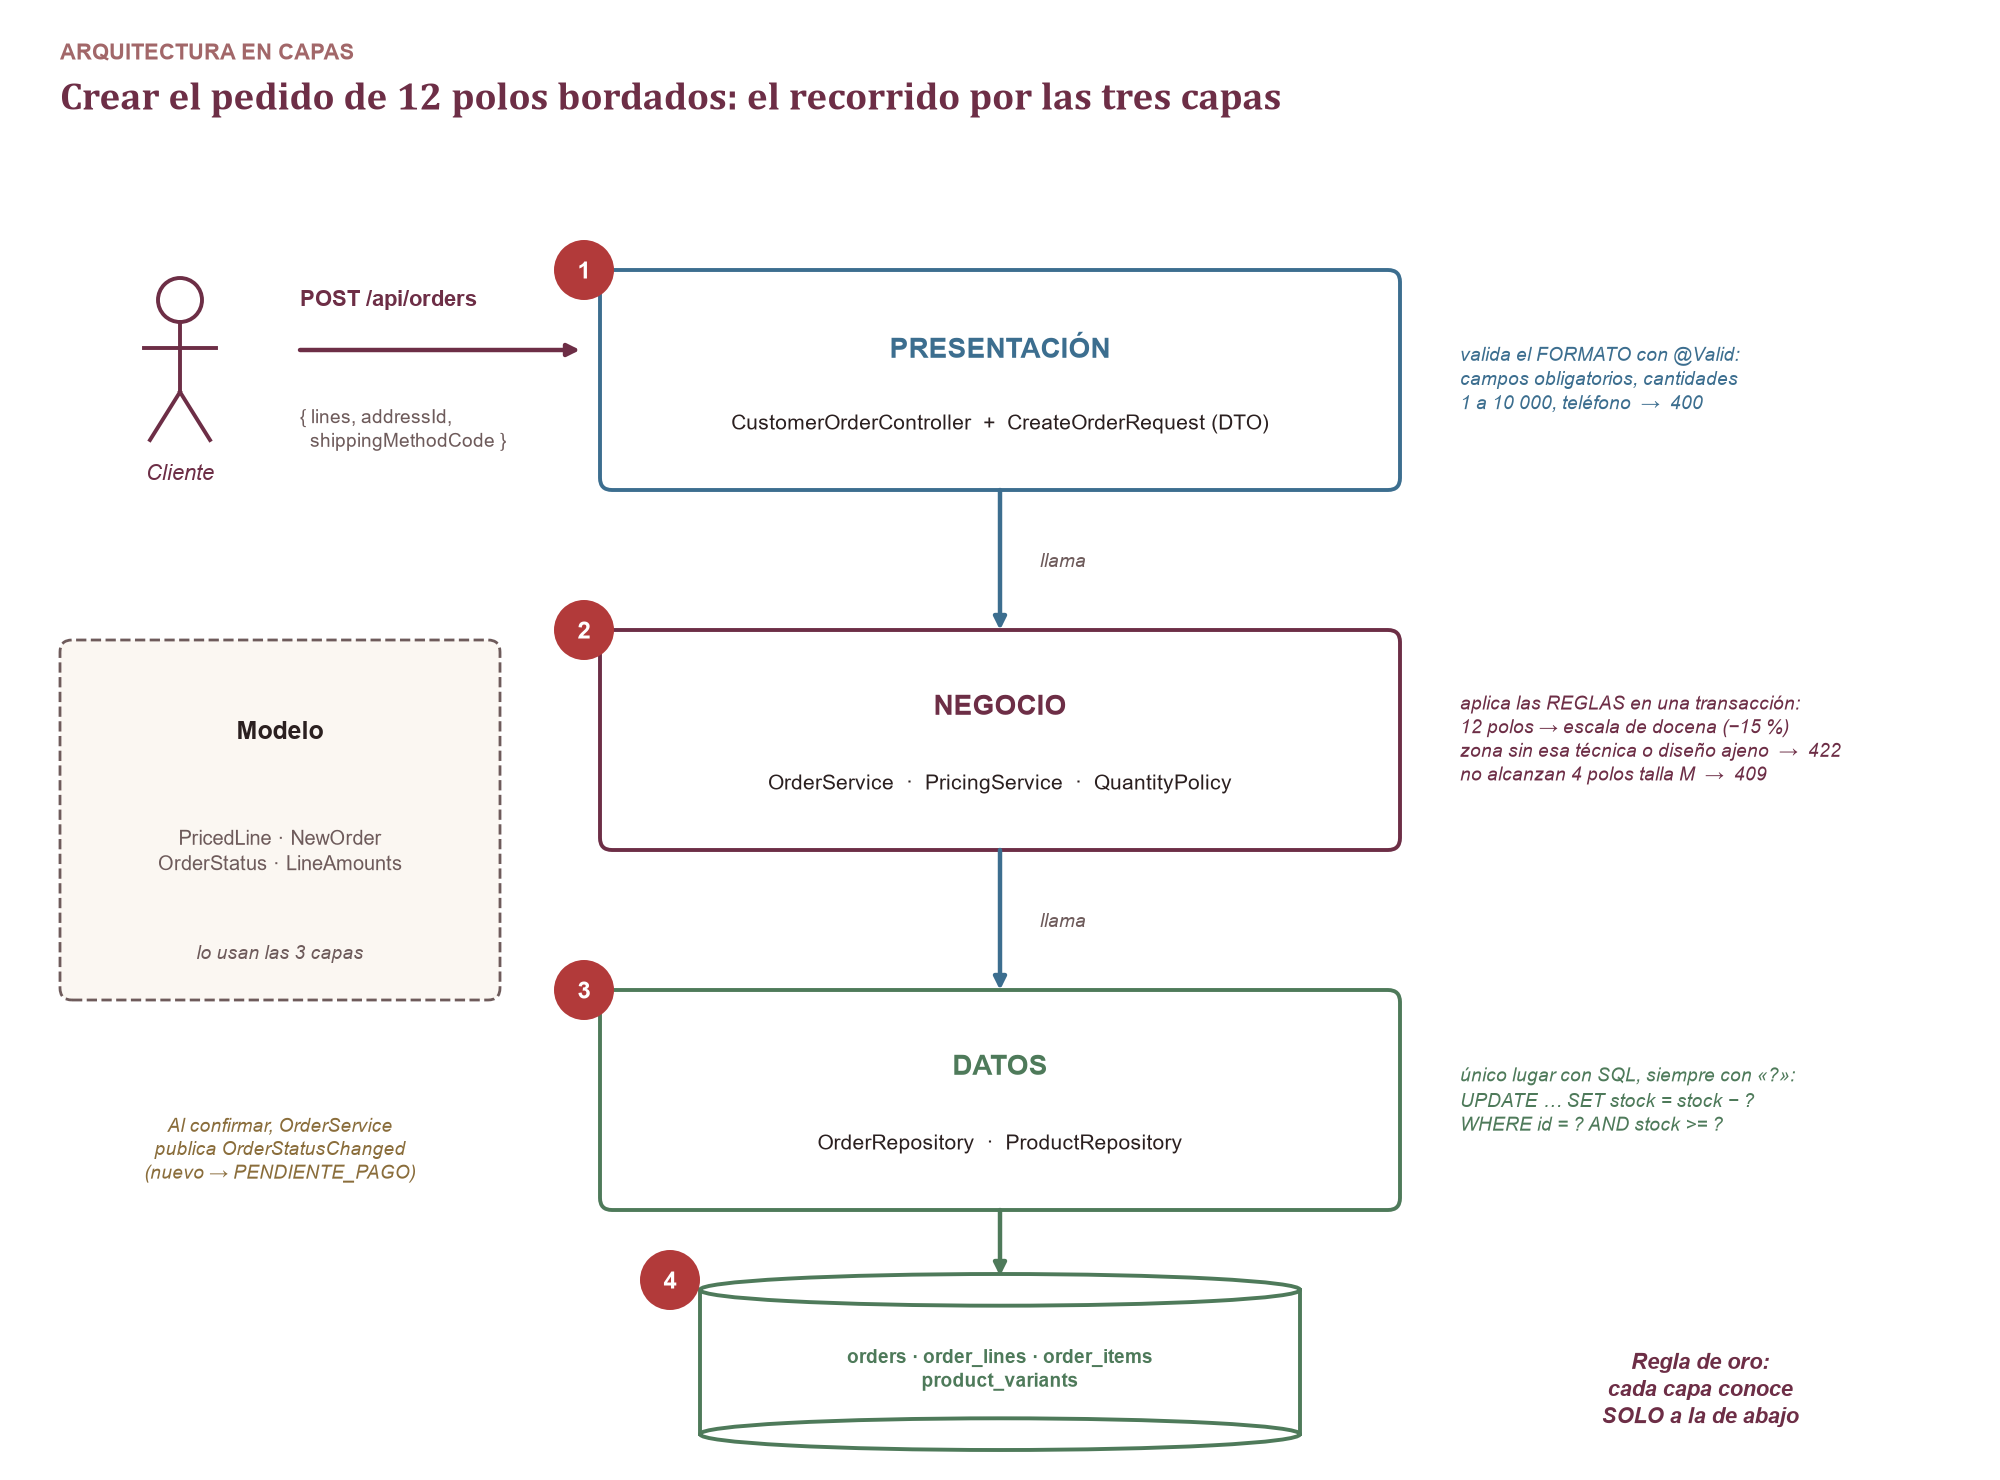 ARQUITECTURA EN CAPAS
Crear el pedido de 12 polos bordados: el recorrido por las tres capas
Cliente
POST /api/orders
{ lines, addressId,
shippingMethodCode }
1
PRESENTACIÓN
CustomerOrderController + CreateOrderRequest (DTO)
valida el FORMATO con @Valid:
campos obligatorios, cantidades
1 a 10 000, teléfono → 400
llama
2
NEGOCIO
OrderService · PricingService · QuantityPolicy
aplica las REGLAS en una transacción:
12 polos → escala de docena (−15 %)
zona sin esa técnica o diseño ajeno → 422
no alcanzan 4 polos talla M → 409
Modelo
PricedLine · NewOrder
OrderStatus · LineAmounts
lo usan las 3 capas
llama
3
DATOS
OrderRepository · ProductRepository
único lugar con SQL, siempre con «?»:
UPDATE … SET stock = stock − ?
WHERE id = ? AND stock >= ?
Al confirmar, OrderService
publica OrderStatusChanged
(nuevo → PENDIENTE_PAGO)
4
orders · order_lines · order_items
product_variants
Regla de oro:
cada capa conoce
SOLO a la de abajo